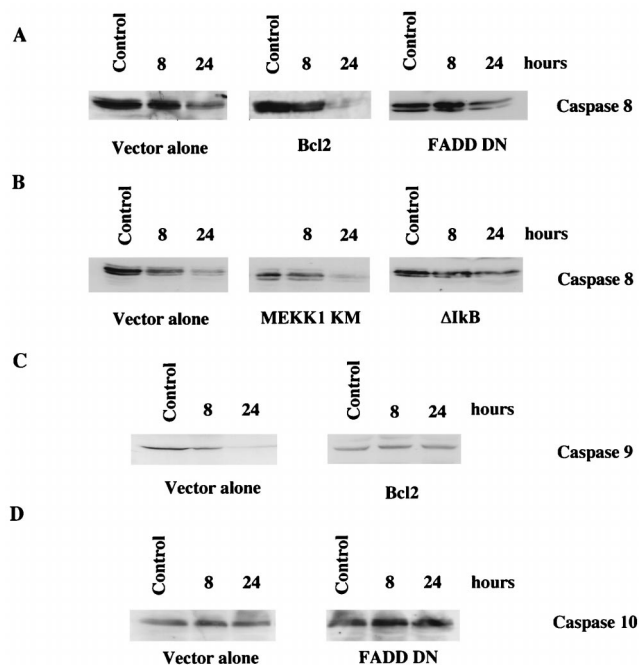 A
Control 8 24 Control 8 24 Control 8 24 hours
Caspase 8
Vector alone Bcl2 FADD DN
B
Control 8 24 8 24 Control 8 24 hours
Caspase 8
Vector alone MEKK1 KM ΔIkB
C
Control 8 24 Control 8 24 hours
Caspase 9
Vector alone Bcl2
D
Control 8 24 Control 8 24 hours
Caspase 10
Vector alone FADD DN